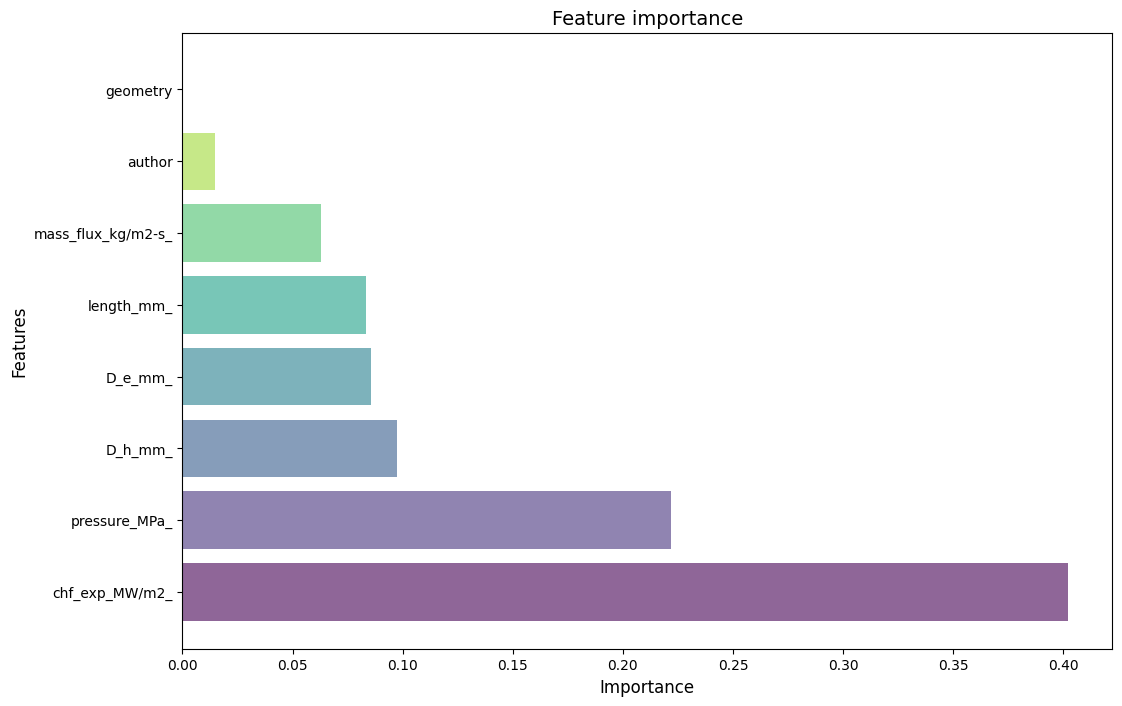 Feature importance
geometry
author
mass_flux_kg/m2-s_
length_mm_
D_e_mm_
D_h_mm_
pressure_MPa_
chf_exp_MW/m2_
Features
0.00 0.05 0.10 0.15 0.20 0.25 0.30 0.35 0.40
Importance